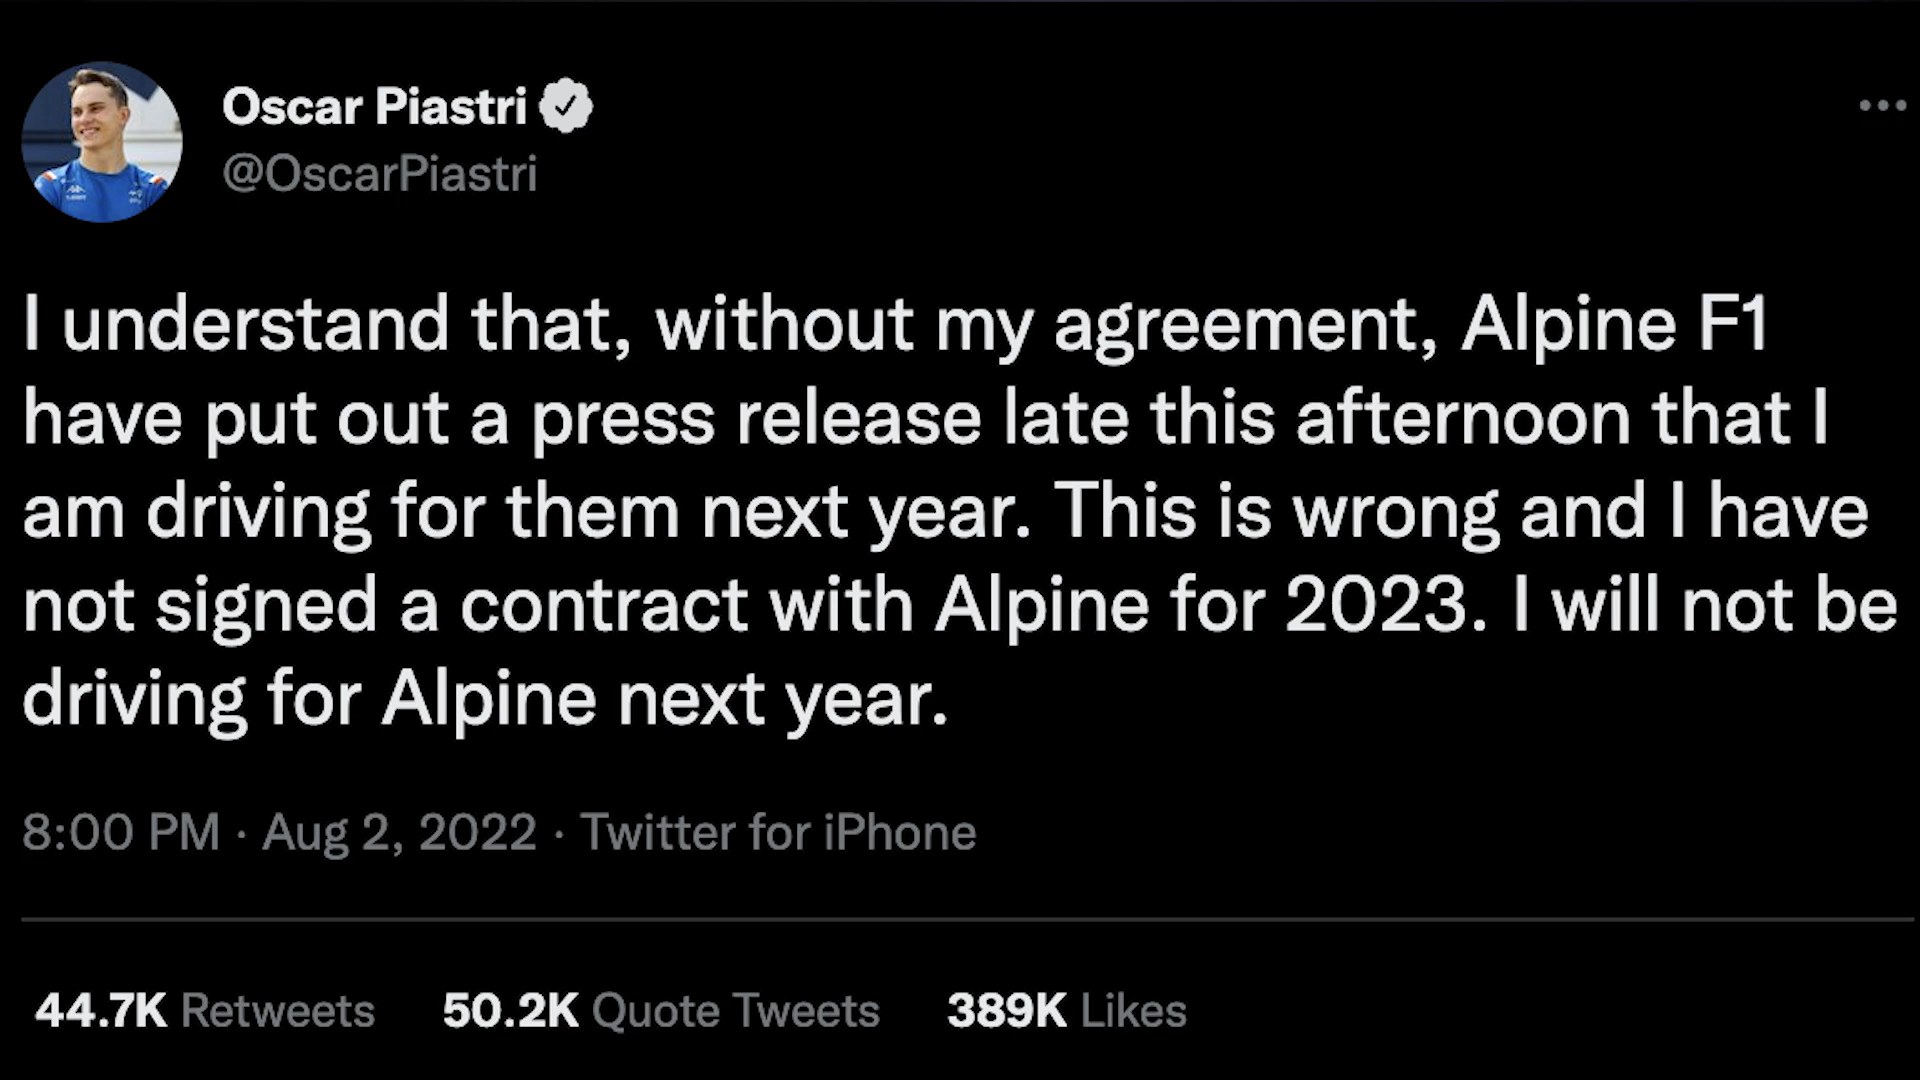 Oscar Piastri
@OscarPiastri
I understand that, without my agreement, Alpine F1
have put out a press release late this afternoon that I
am driving for them next year. This is wrong and I have
not signed a contract with Alpine for 2023. I will not be
driving for Alpine next year.
8:00 PM · Aug 2, 2022 · Twitter for iPhone
44.7K Retweets 50.2K Quote Tweets 389K Likes